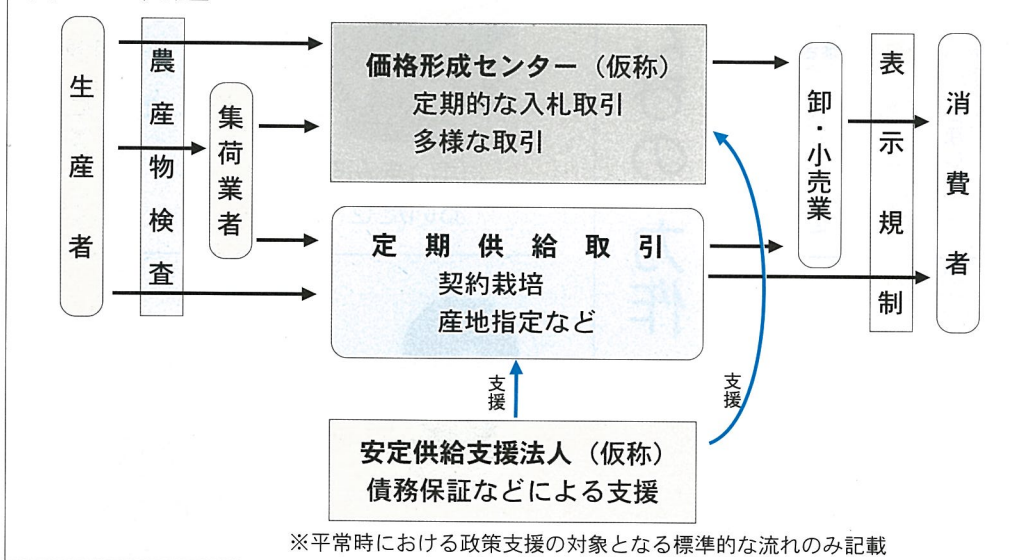 生産者
農産物検査
集荷業者
価格形成センター（仮称）
定期的な入札取引
多様な取引
定期供給取引
契約栽培
産地指定など
卸・小売業
表示規制
消費者
支援
支援
安定供給支援法人（仮称）
債務保証などによる支援
※平常時における政策支援の対象となる標準的な流れのみ記載